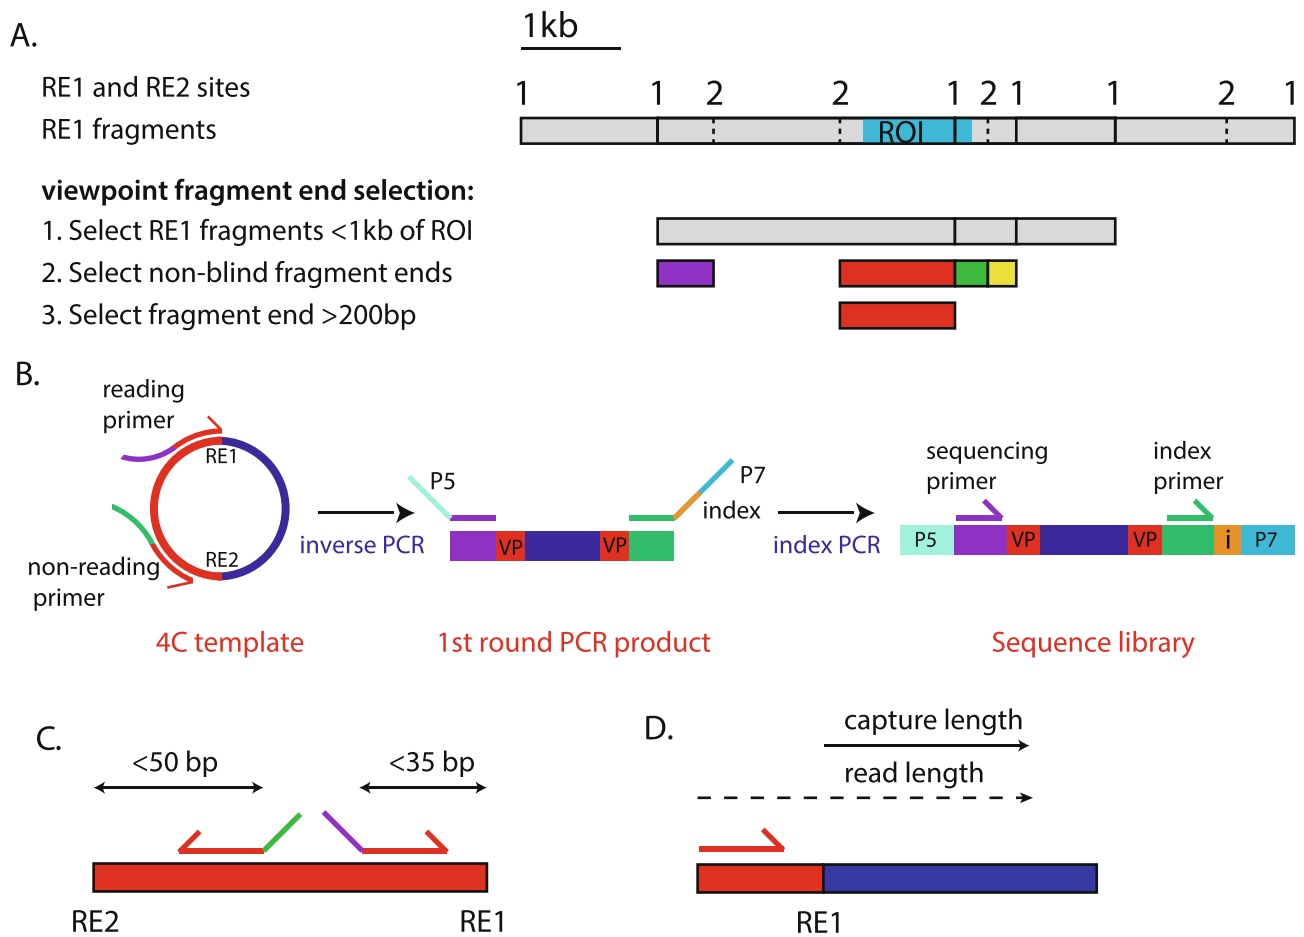 A.
1kb
RE1 and RE2 sites
1 1 2 2 1 2 1 1 2 1
RE1 fragments
ROI
viewpoint fragment end selection:
1. Select RE1 fragments <1kb of ROI
2. Select non-blind fragment ends
3. Select fragment end >200bp
B.
reading
primer
RE1
RE2
non-reading
primer
4C template
inverse PCR
P5
P7
index
VP VP
1st round PCR product
index PCR
sequencing
primer
index
primer
P5 VP VP i P7
Sequence library
C.
<50 bp <35 bp
RE2 RE1
D.
capture length
read length
RE1